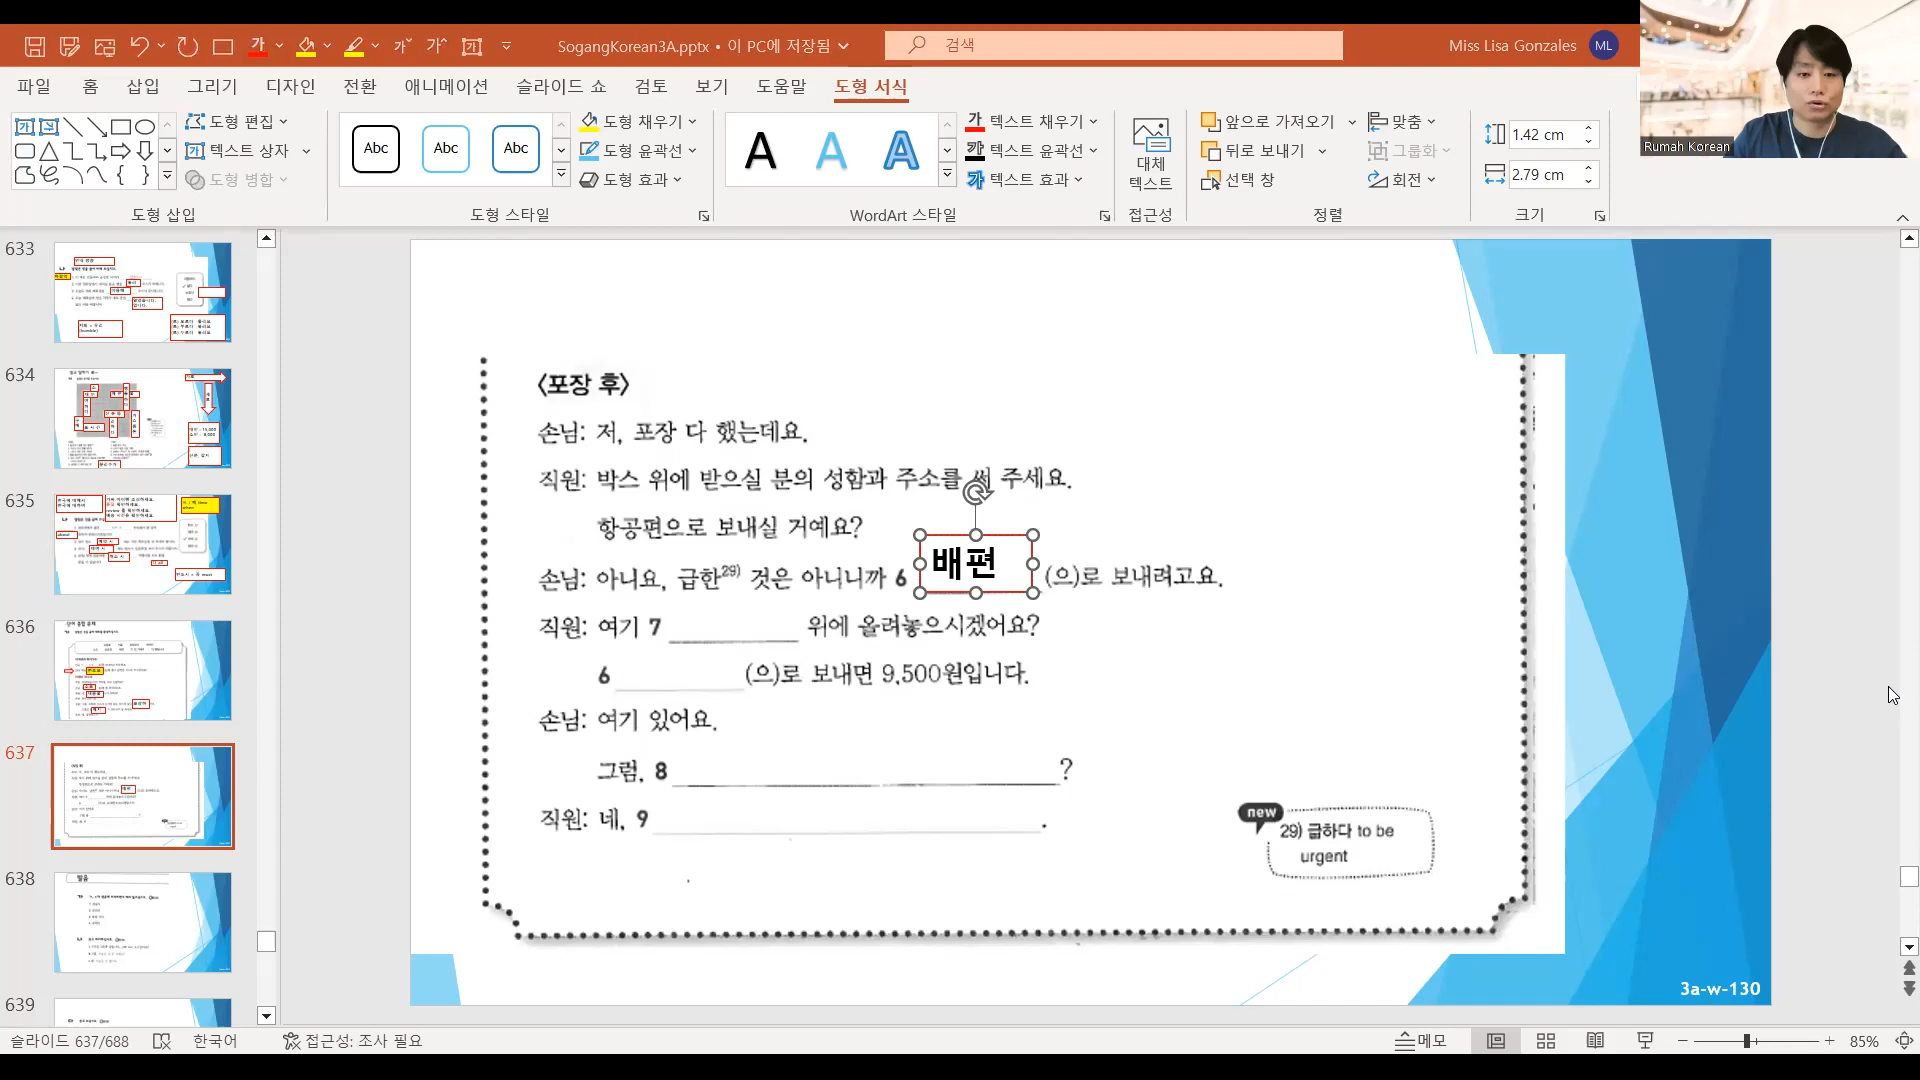 SogangKorean3A.pptx • 이 PC에 저장됨
검색
Miss Lisa Gonzales
ML
파일 홈 삽입 그리기 디자인 전환 애니메이션 슬라이드 쇼 검토 보기 도움말 도형 서식
도형 편집
텍스트 상자
도형 병합
도형 삽입
Abc Abc Abc
도형 채우기
도형 윤곽선
도형 효과
도형 스타일
A A A
텍스트 채우기
텍스트 윤곽선
텍스트 효과
WordArt 스타일
대체
텍스트
접근성
앞으로 가져오기
뒤로 보내기
선택 창
맞춤
그룹화
회전
정렬
1.42 cm
2.79 cm
크기
Rumah Korean
633
634
635
636
637
638
639
〈포장 후〉
손님: 저, 포장 다 했는데요.
직원: 박스 위에 받으실 분의 성함과 주소를 써 주세요.
항공편으로 보내실 거예요?
손님: 아니요, 급한29) 것은 아니니까 6 배편 (으)로 보내려고요.
직원: 여기 7 ____ 위에 올려놓으시겠어요?
6 ____ (으)로 보내면 9,500원입니다.
손님: 여기 있어요.
그럼, 8 ____?
직원: 네, 9 ____.
new
29) 급하다 to be
urgent
3a-w-130
슬라이드 637/688
한국어
접근성: 조사 필요
메모
85%